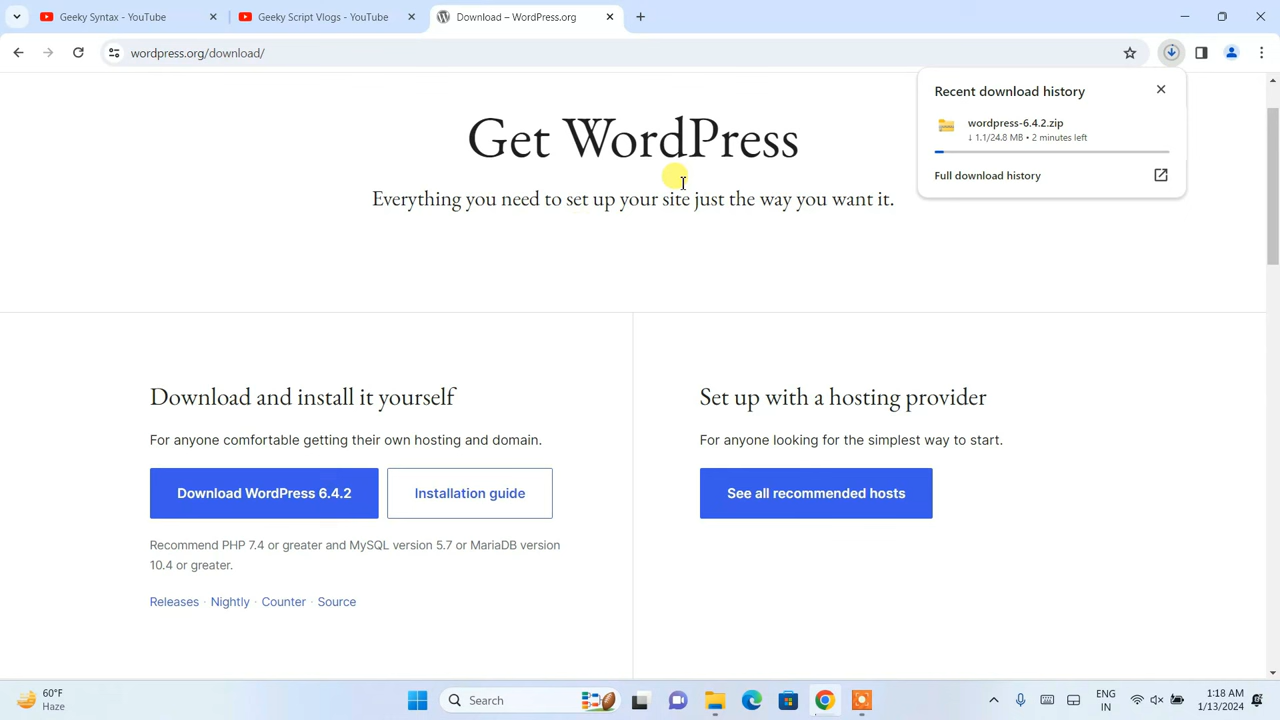 Geeky Syntax - YouTube
Geeky Script Vlogs - YouTube
Download – WordPress.org
wordpress.org/download/
Recent download history
wordpress-6.4.2.zip
↓ 1.1/24.8 MB • 2 minutes left
Full download history
Get WordPress
Everything you need to set up your site just the way you want it.
Download and install it yourself
For anyone comfortable getting their own hosting and domain.
Download WordPress 6.4.2
Installation guide
Recommend PHP 7.4 or greater and MySQL version 5.7 or MariaDB version
10.4 or greater.
Releases · Nightly · Counter · Source
Set up with a hosting provider
For anyone looking for the simplest way to start.
See all recommended hosts
60°F
Haze
Search
ENG
IN
1:18 AM
1/13/2024